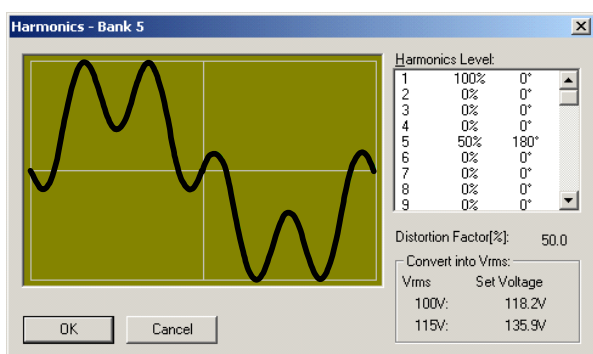 Harmonics - Bank 5
Harmonics Level:
1 100% 0°
2 0% 0°
3 0% 0°
4 0% 0°
5 50% 180°
6 0% 0°
7 0% 0°
8 0% 0°
9 0% 0°
Distortion Factor[%]: 50.0
Convert into Vrms:
Vrms Set Voltage
100V: 118.2V
115V: 135.9V
OK Cancel